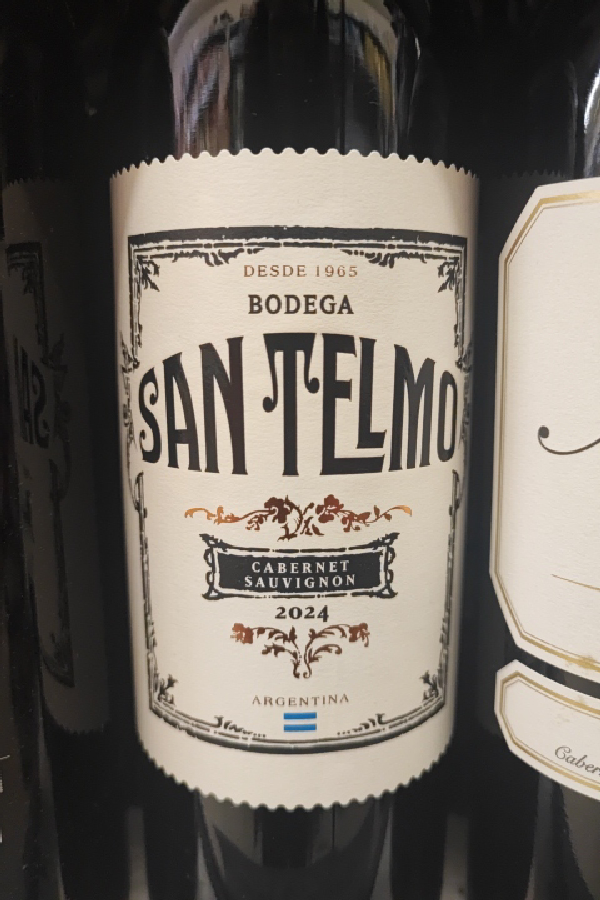 DESDE 1965
BODEGA
SAN TELMO
CABERNET
SAUVIGNON
2024
ARGENTINA